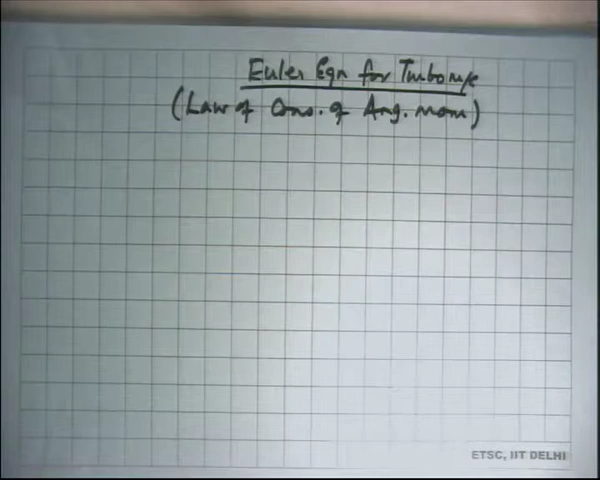 Euler Eqn for Turbomc
(Law of Cons. of Ang. mom)
ETSC, IIT DELHI